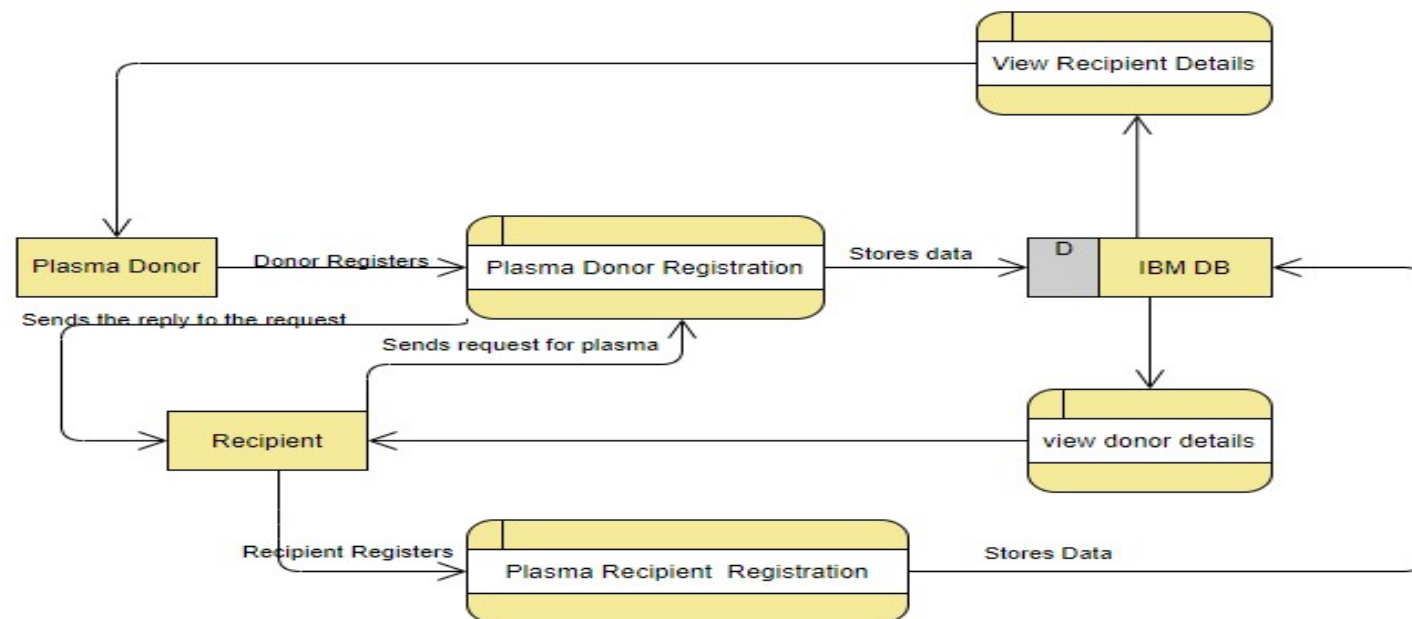 View Recipient Details
Plasma Donor
Donor Registers
Plasma Donor Registration
Stores data
D
IBM DB
Sends the reply to the request
Sends request for plasma
Recipient
view donor details
Recipient Registers
Plasma Recipient Registration
Stores Data